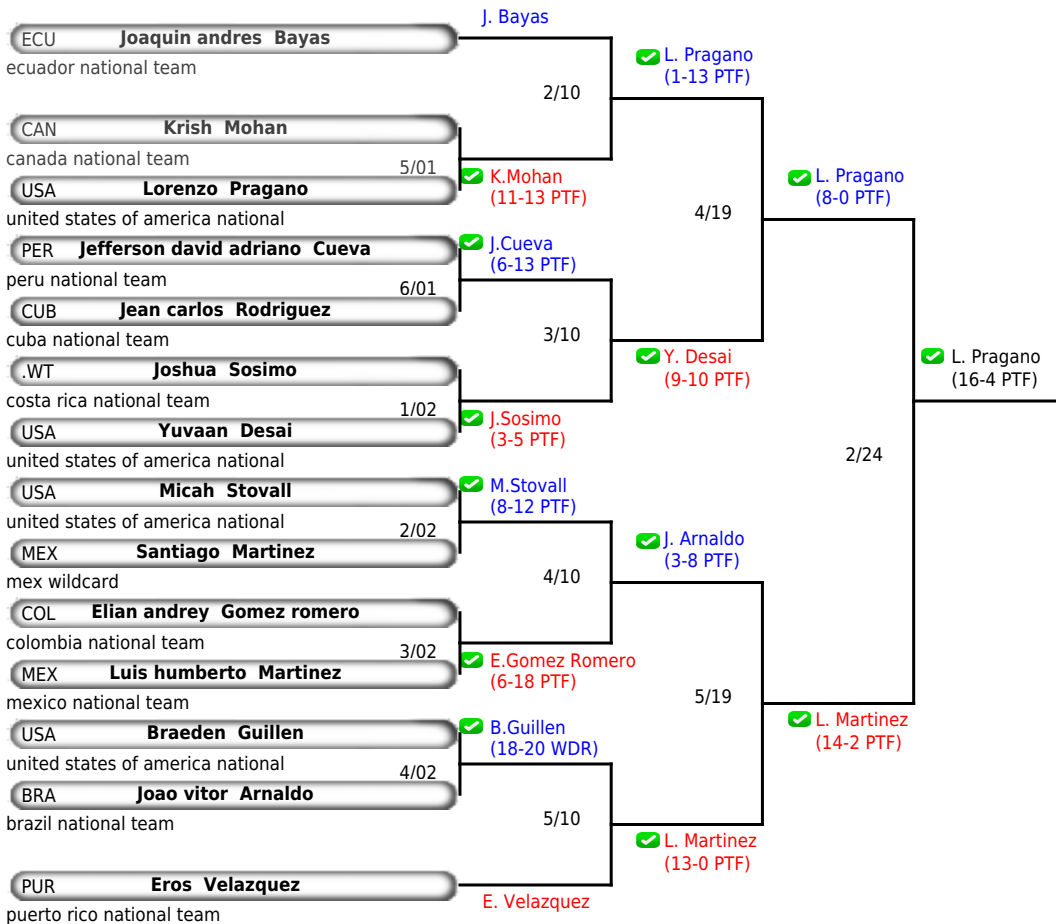 J. Bayas
ECU Joaquin andres Bayas
ecuador national team
L. Pragano
(1-13 PTF)
2/10
CAN Krish Mohan
canada national team
5/01
K.Mohan
(11-13 PTF)
USA Lorenzo Pragano
united states of america national
L. Pragano
(8-0 PTF)
4/19
PER Jefferson david adriano Cueva
peru national team
J.Cueva
(6-13 PTF)
6/01
CUB Jean carlos Rodriguez
cuba national team
3/10
Y. Desai
(9-10 PTF)
.WT Joshua Sosimo
costa rica national team
1/02
J.Sosimo
(3-5 PTF)
USA Yuvaan Desai
united states of america national
L. Pragano
(16-4 PTF)
2/24
USA Micah Stovall
united states of america national
M.Stovall
(8-12 PTF)
2/02
MEX Santiago Martinez
mex wildcard
J. Arnaldo
(3-8 PTF)
4/10
COL Elian andrey Gomez romero
colombia national team
3/02
E.Gomez Romero
(6-18 PTF)
MEX Luis humberto Martinez
mexico national team
5/19
L. Martinez
(14-2 PTF)
USA Braeden Guillen
united states of america national
B.Guillen
(18-20 WDR)
4/02
BRA Joao vitor Arnaldo
brazil national team
5/10
L. Martinez
(13-0 PTF)
PUR Eros Velazquez
puerto rico national team
E. Velazquez